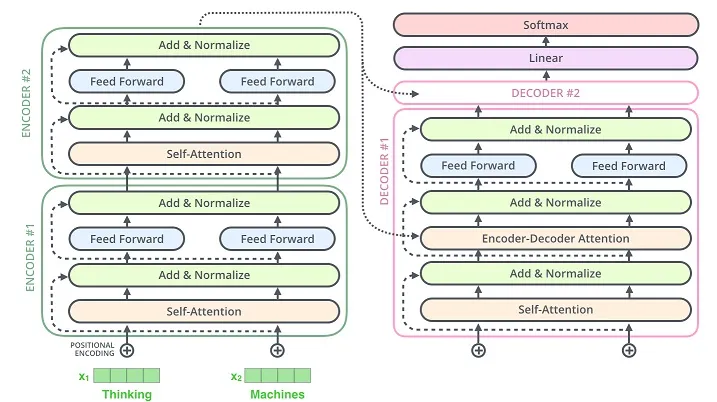 ENCODER #2
Add & Normalize
Feed Forward
Feed Forward
Add & Normalize
Self-Attention
ENCODER #1
Add & Normalize
Feed Forward
Feed Forward
Add & Normalize
Self-Attention
POSITIONAL
ENCODING
x1
x2
Thinking
Machines
Softmax
Linear
DECODER #2
DECODER #1
Add & Normalize
Feed Forward
Feed Forward
Add & Normalize
Encoder-Decoder Attention
Add & Normalize
Self-Attention